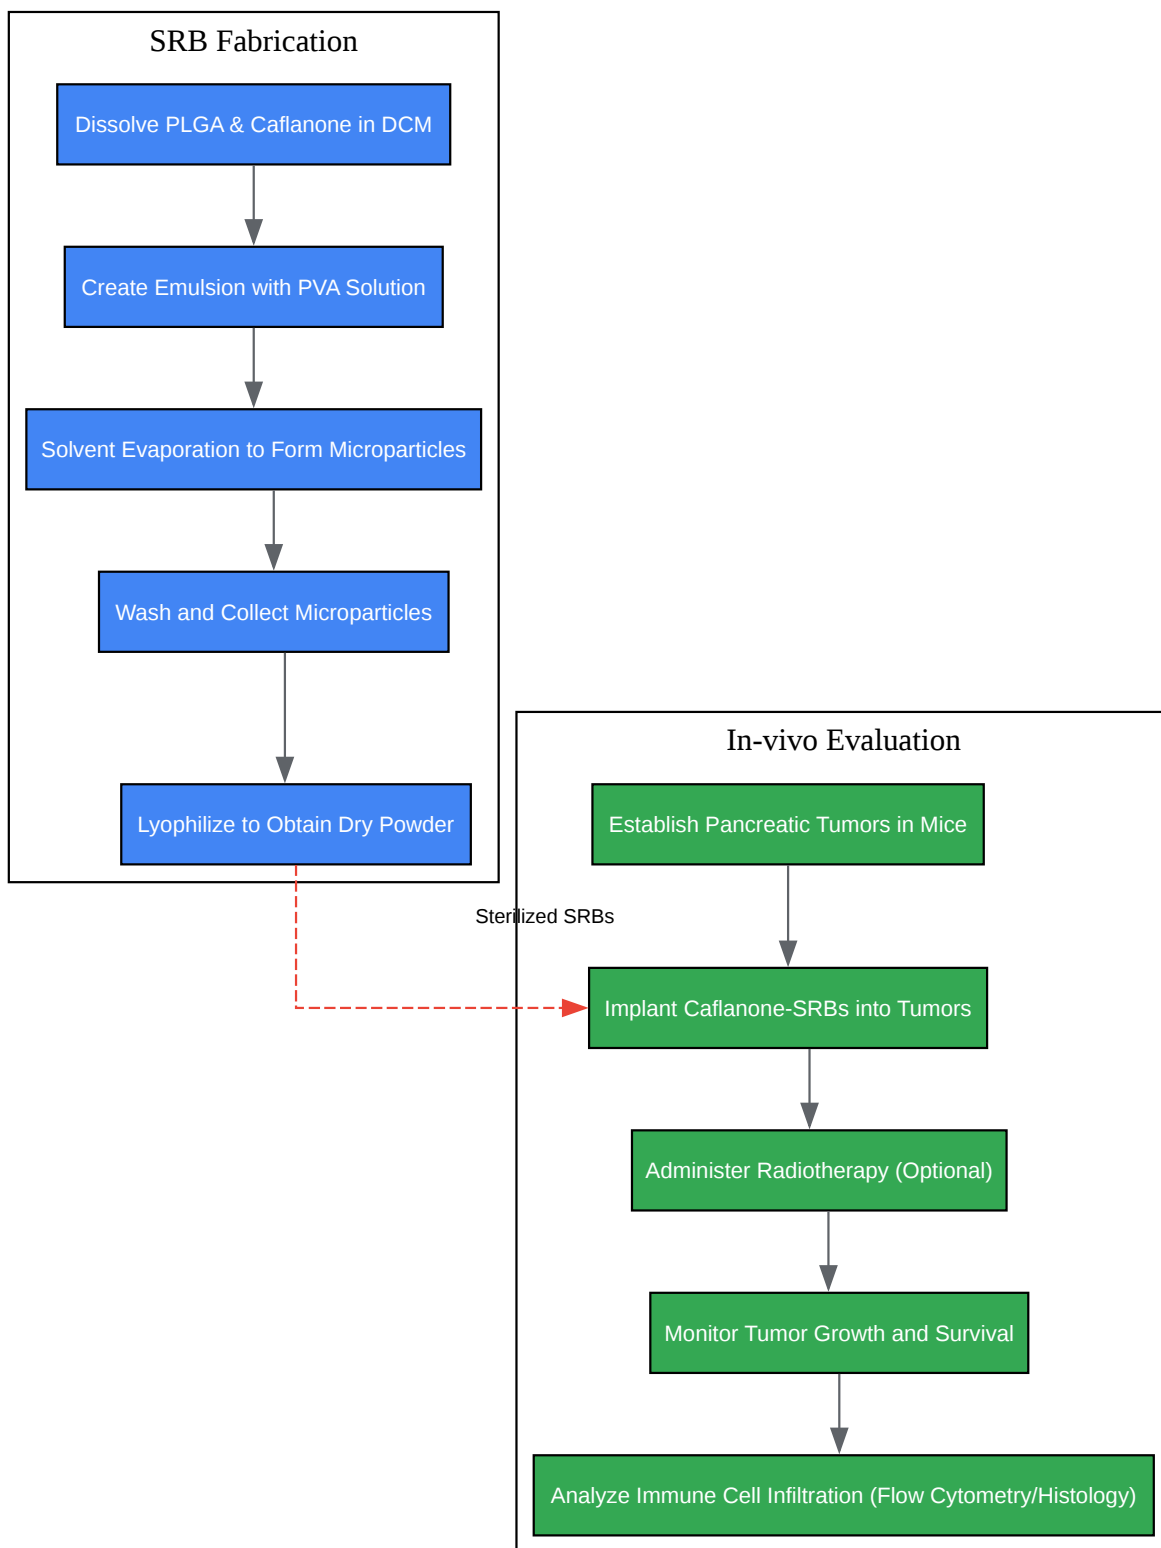 SRB Fabrication
Dissolve PLGA & Caflanone in DCM
Create Emulsion with PVA Solution
Solvent Evaporation to Form Microparticles
Wash and Collect Microparticles
Lyophilize to Obtain Dry Powder
In-vivo Evaluation
Establish Pancreatic Tumors in Mice
Sterilized SRBs
Implant Caflanone-SRBs into Tumors
Administer Radiotherapy (Optional)
Monitor Tumor Growth and Survival
Analyze Immune Cell Infiltration (Flow Cytometry/Histology)